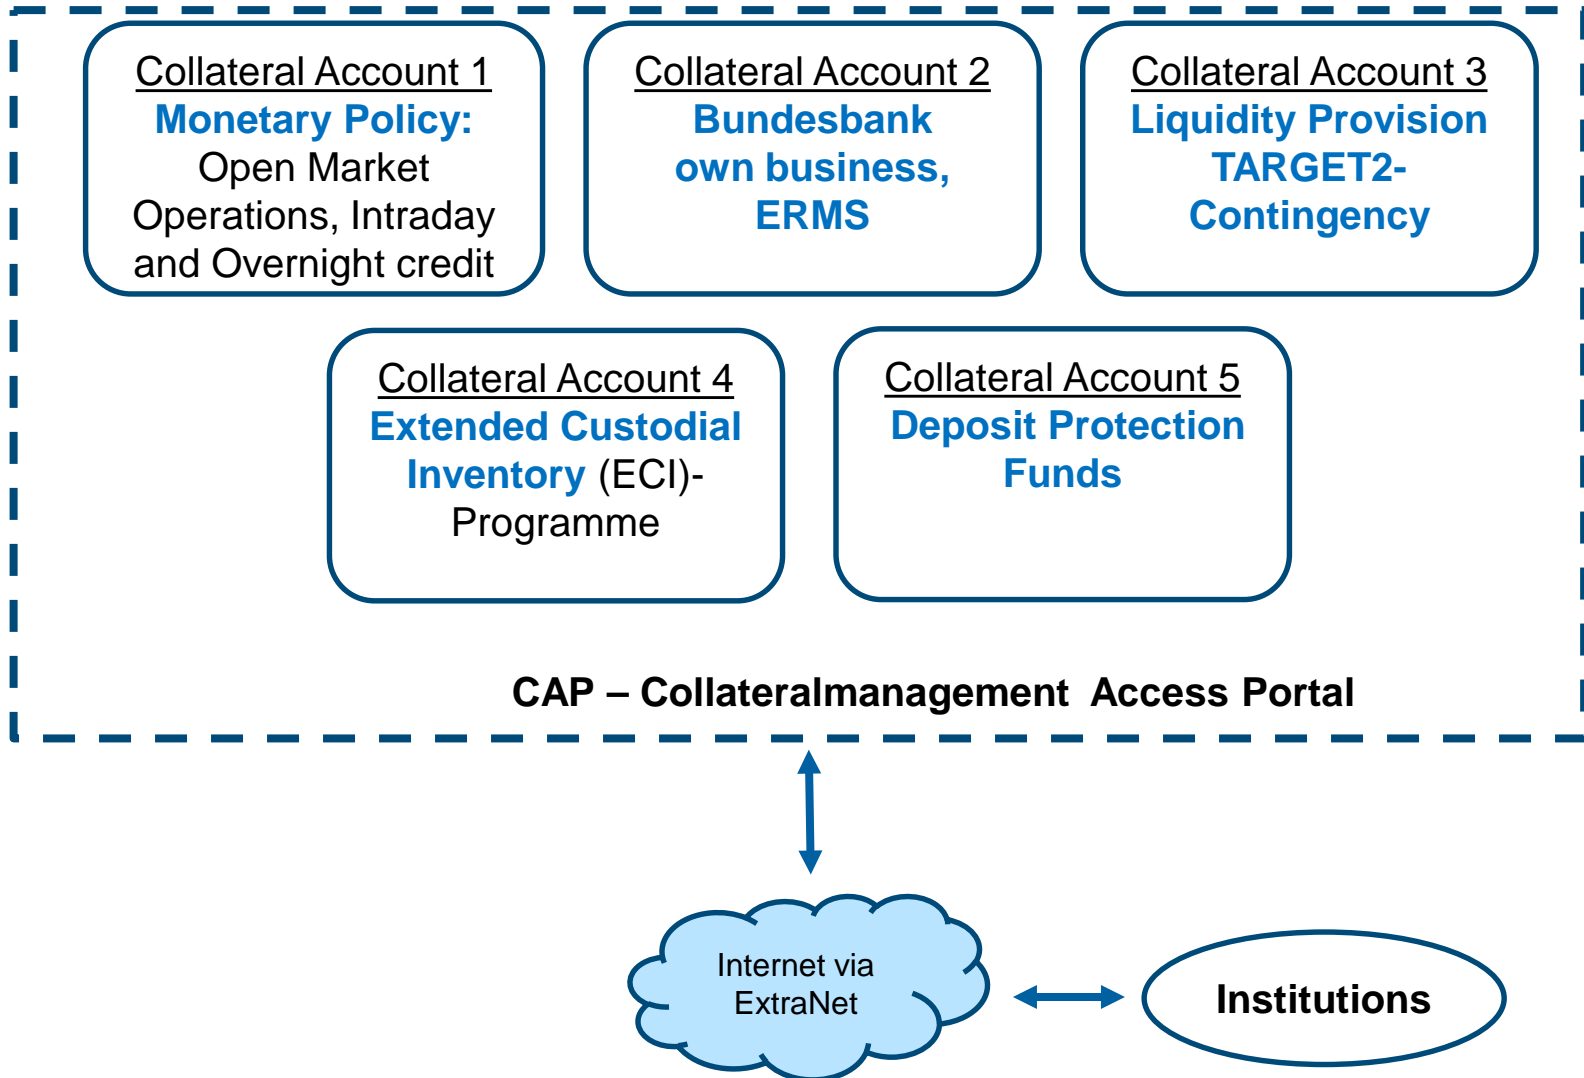 Collateral Account 1
Monetary Policy:
Open Market
Operations, Intraday
and Overnight credit
Collateral Account 2
Bundesbank
own business,
ERMS
Collateral Account 3
Liquidity Provision
TARGET2-
Contingency
Collateral Account 4
Extended Custodial
Inventory (ECI)-
Programme
Collateral Account 5
Deposit Protection
Funds
CAP – Collateralmanagement Access Portal
Internet via
ExtraNet
Institutions